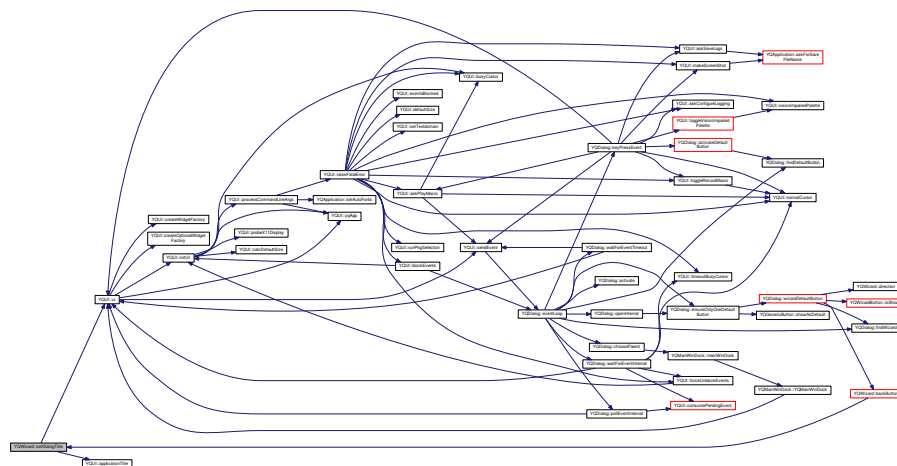 YQUI::askSaveLogs
YQApplication::askForSave
FileName
YQUI::makeScreenShot
YQUI::busyCursor
YQUI::eventsBlocked
YQUI::defaultSize
YQUI::setTextdomain
YQUI::askConfigureLogging
YQUI::visionImpairedPalette
YQUI::toggleVisionImpaired
Palette
YQDialog::keyPressEvent
YQDialog::activateDefault
Button
YQDialog::findDefaultButton
YQUI::raiseFatalError
YQUI::toggleRecordMacro
YQUI::askPlayMacro
YQUI::normalCursor
YQUI::processCommandLineArgs
YQApplication::setAutoFonts
YQUI::yqApp
YQUI::createWidgetFactory
YQUI::createOptionalWidget
Factory
YQUI::probeX11Display
YQUI::calcDefaultSize
YQUI::initUI
YQUI::runPkgSelection
YQUI::blockEvents
YQUI::sendEvent
YQDialog::waitForEventTimeout
YQUI::timeoutBusyCursor
YQDialog::activate
YQWizard::direction
YQUI::ui
YQDialog::wizardDefaultButton
YQDialog::eventLoop
YQDialog::openInternal
YQDialog::ensureOnlyOneDefault
Button
YQGenericButton::showAsDefault
YQDialog::findWizard
YQDialog::chooseParent
YQMainWinDock::mainWinDock
YQDialog::waitForEventInternal
YQUI::forceUnblockEvents
YQMainWinDock::YQMainWinDock
YQWizard::backButton
YQUI::consumePendingEvent
YQDialog::pollEventInternal
YQWizard::setDialogTitle
YQUI::applicationTitle